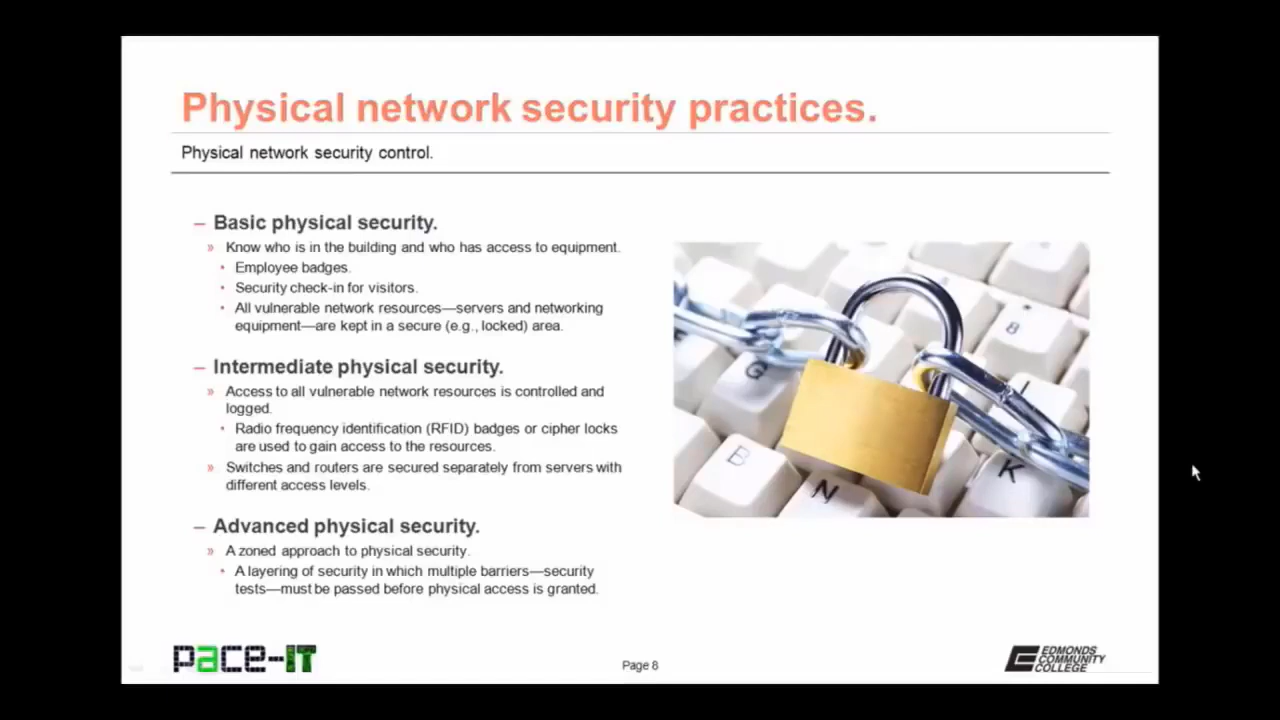 Physical network security practices.
Physical network security control.
– Basic physical security.
» Know who is in the building and who has access to equipment.
• Employee badges.
• Security check-in for visitors.
• All vulnerable network resources—servers and networking
equipment—are kept in a secure (e.g., locked) area.
– Intermediate physical security.
» Access to all vulnerable network resources is controlled and
logged.
• Radio frequency identification (RFID) badges or cipher locks
are used to gain access to the resources.
» Switches and routers are secured separately from servers with
different access levels.
– Advanced physical security.
» A zoned approach to physical security.
• A layering of security in which multiple barriers—security
tests—must be passed before physical access is granted.
8
G
B
N
K
pace-IT
Page 8
EDMONDS
COMMUNITY
COLLEGE